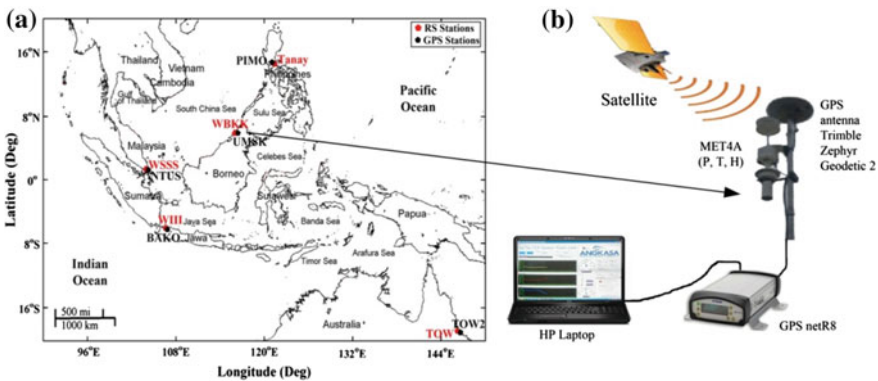 (a)
RS Stations
GPS Stations
16°N
8°N
0°
8°S
16°S
Latitude (Deg)
Thailand
Vietnam
Cambodia
Gulf
of Thailand
South China Sea
PIMO
Tanay
Philippines
Pacific
Ocean
Sulu Sea
WBKK
UMSK
Malaysia
Celebes Sea
WSSS
NTUS
Borneo
Sumatra
Sulawesi
WIII
Java Sea
BAKO
Jawa
Banda Sea
Papua
Timor Sea
Arafura Sea
Indian
Ocean
500 mi
1000 km
Australia
TOW2
TOW
96°E
108°E
120°E
132°E
144°E
Longitude (Deg)
(b)
Satellite
MET4A
(P, T, H)
GPS
antenna
Trimble
Zephyr
Geodetic 2
ANGKASA
HP Laptop
GPS netR8